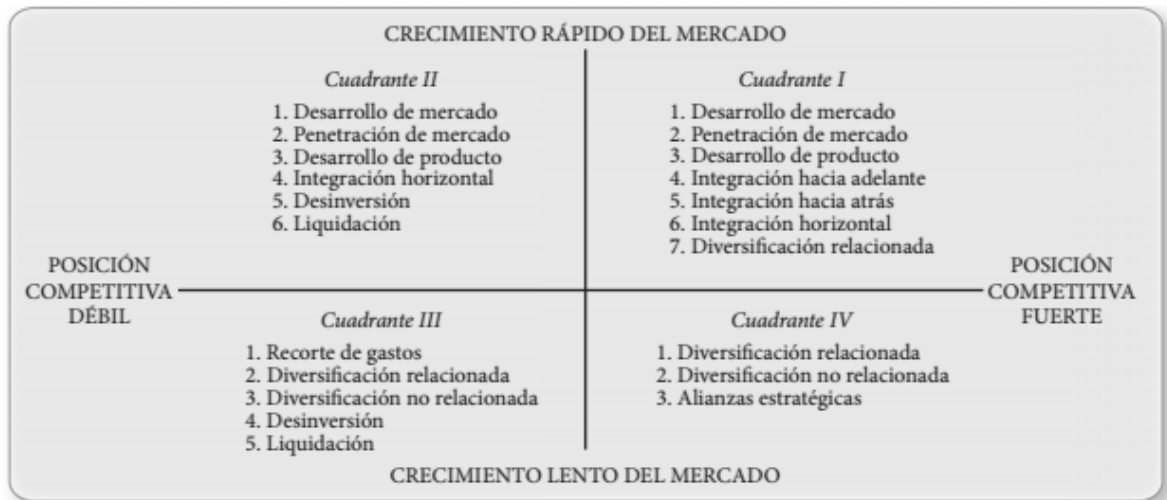 CRECIMIENTO RÁPIDO DEL MERCADO
Cuadrante II
1. Desarrollo de mercado
2. Penetración de mercado
3. Desarrollo de producto
4. Integración horizontal
5. Desinversión
6. Liquidación
Cuadrante I
1. Desarrollo de mercado
2. Penetración de mercado
3. Desarrollo de producto
4. Integración hacia adelante
5. Integración hacia atrás
6. Integración horizontal
7. Diversificación relacionada
POSICIÓN
COMPETITIVA
DÉBIL
POSICIÓN
COMPETITIVA
FUERTE
Cuadrante III
1. Recorte de gastos
2. Diversificación relacionada
3. Diversificación no relacionada
4. Desinversión
5. Liquidación
Cuadrante IV
1. Diversificación relacionada
2. Diversificación no relacionada
3. Alianzas estratégicas
CRECIMIENTO LENTO DEL MERCADO